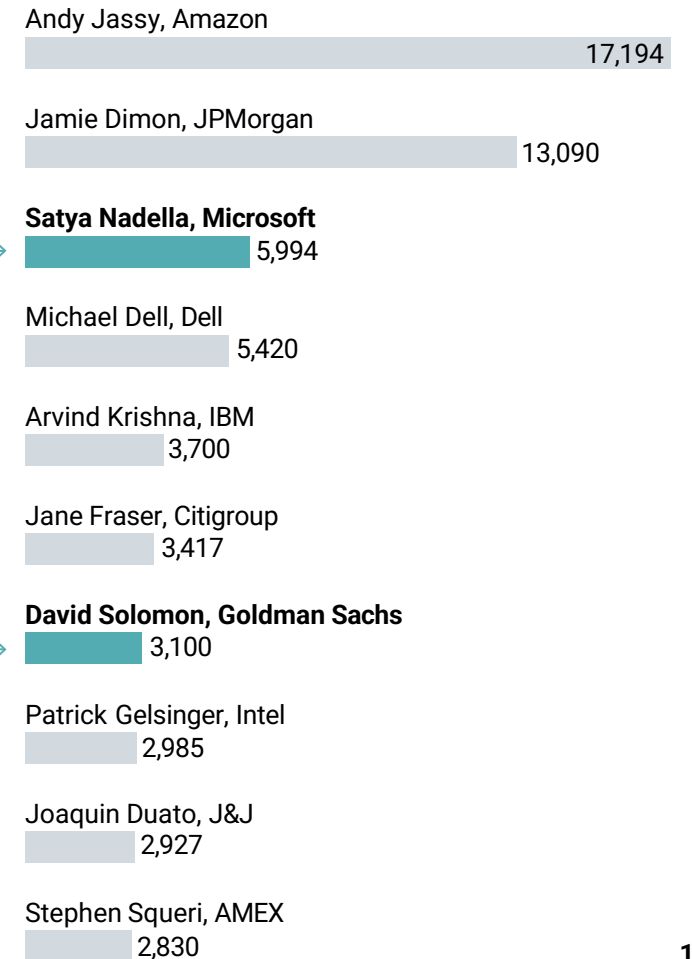 Andy Jassy, Amazon
17,194
Jamie Dimon, JPMorgan
13,090
Satya Nadella, Microsoft
5,994
Michael Dell, Dell
5,420
Arvind Krishna, IBM
3,700
Jane Fraser, Citigroup
3,417
David Solomon, Goldman Sachs
3,100
Patrick Gelsinger, Intel
2,985
Joaquin Duato, J&J
2,927
Stephen Squeri, AMEX
2,830
1